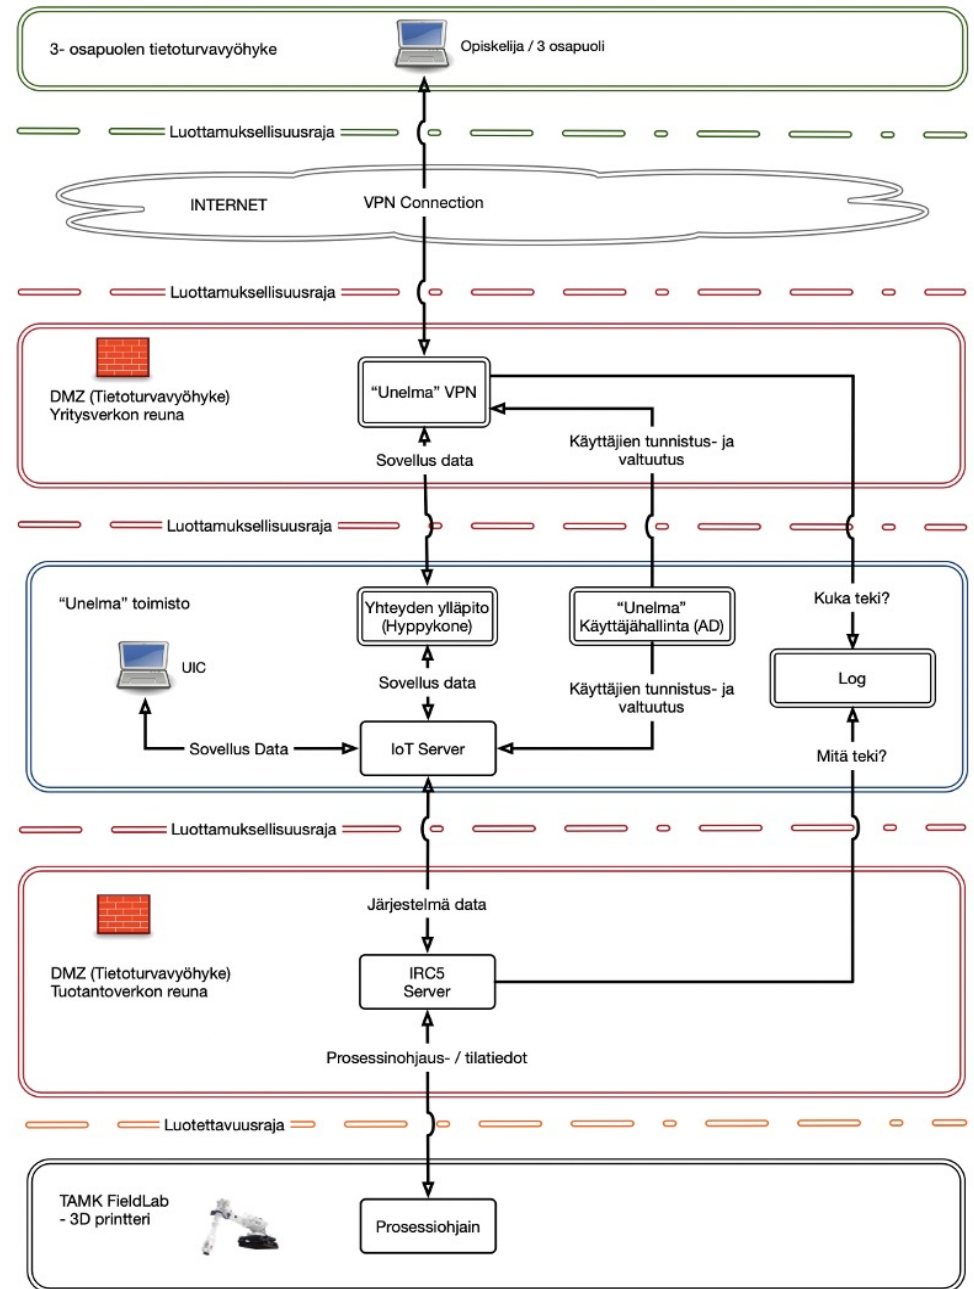 3- osapuolen tietoturvavyöhyke
Opiskelija / 3 osapuoli
Luottamuksellisuusraja
INTERNET
VPN Connection
Luottamuksellisuusraja
DMZ (Tietoturvavyöhyke)
Yritysverkon reuna
“Unelma” VPN
Sovellus data
Käyttäjien tunnistus- ja
valtuutus
Luottamuksellisuusraja
“Unelma” toimisto
UIC
Yhteyden ylläpito
(Hyppykone)
“Unelma”
Käyttäjähallinta (AD)
Kuka teki?
Log
Sovellus data
Käyttäjien tunnistus- ja
valtuutus
Sovellus Data
IoT Server
Mitä teki?
Luottamuksellisuusraja
Järjestelmä data
DMZ (Tietoturvavyöhyke)
Tuotantoverkon reuna
IRC5
Server
Prosessinohjaus- / tilatiedot
Luotettavuusraja
TAMK FieldLab
- 3D printteri
Prosessiohjain